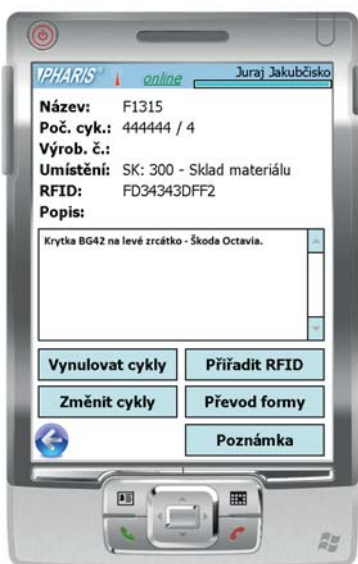 PHARIS online Juraj Jakubčisko
Název: F1315
Poč. cyk.: 444444 / 4
Výrob. č.:
Umístění: SK: 300 - Sklad materiálu
RFID: FD34343DFF2
Popis:
Krytka BG42 na levé zrcátko - Škoda Octavia.
Vynulovat cykly Přiřadit RFID
Změnit cykly Převod formy
Poznámka